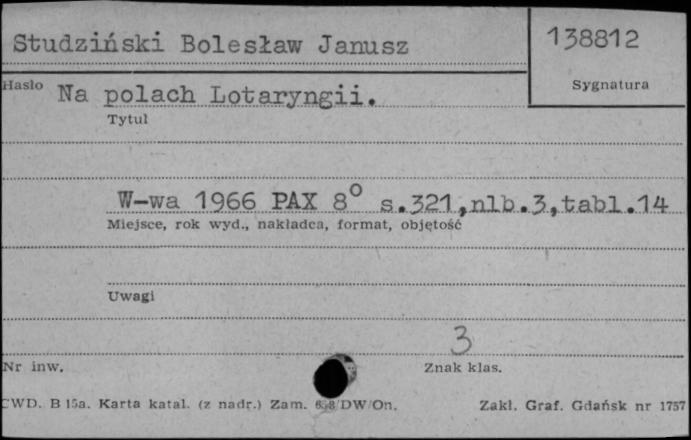 Studziński Bolesław Janusz
138812
Hasło
Sygnatura
Na polach Lotaryngii.
Tytuł
W-wa 1966 PAX 8° s.321,nlb.3,tabl.14
Miejsce, rok wyd., nakładca, format, objętość
Uwagi
3
Nr inw.
Znak klas.
CWD. B 15a. Karta katal. (z nadr.) Zam. DW/On.
Zakł. Graf. Gdańsk nr 1757